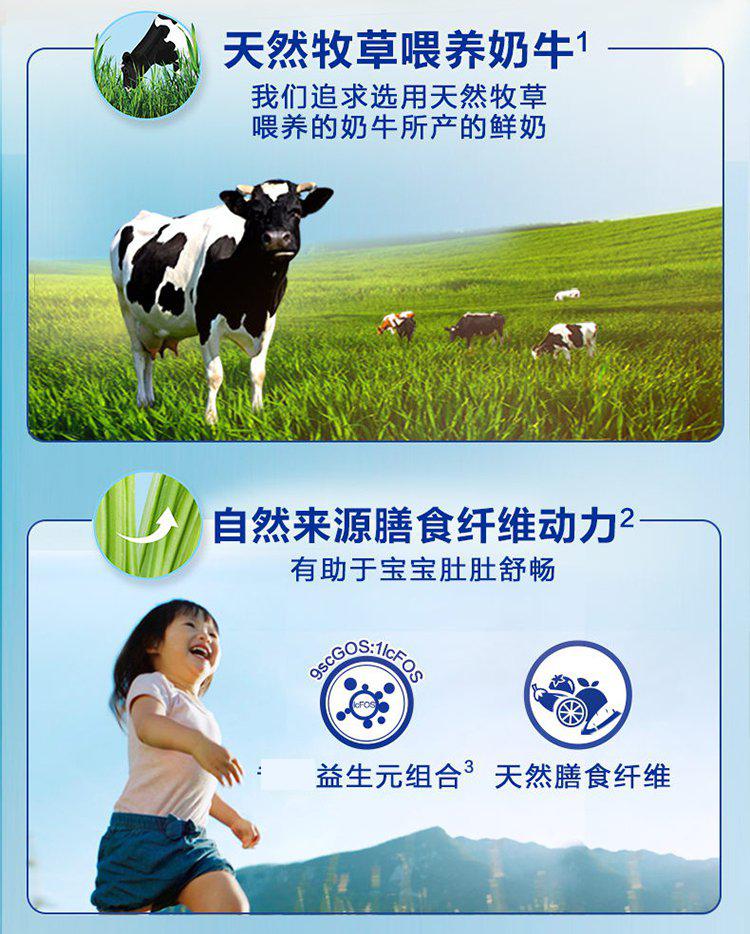 天然牧草喂养奶牛1
我们追求选用天然牧草
喂养的奶牛所产的鲜奶
自然来源膳食纤维动力2
有助于宝宝肚肚舒畅
9scGOS:1lcFOS
lcFOS
益生元组合3
天然膳食纤维